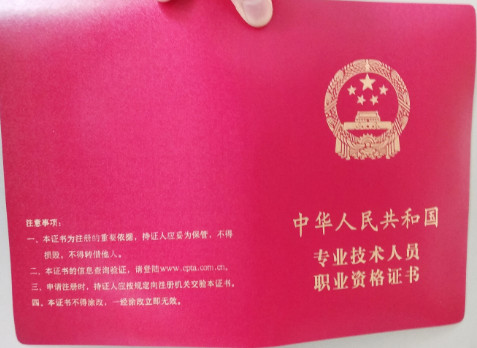 注意事项：
一、本证书为注册的重要依据，持证人应妥为保管，不得
损毁，不得转借他人。
二、本证书的信息查询验证，请登陆www.cpta.com.cn。
三、申请注册时，持证人应按规定向注册机关交验本证书。
四、本证书不得涂改，一经涂改立即无效。
中华人民共和国
专业技术人员
职业资格证书